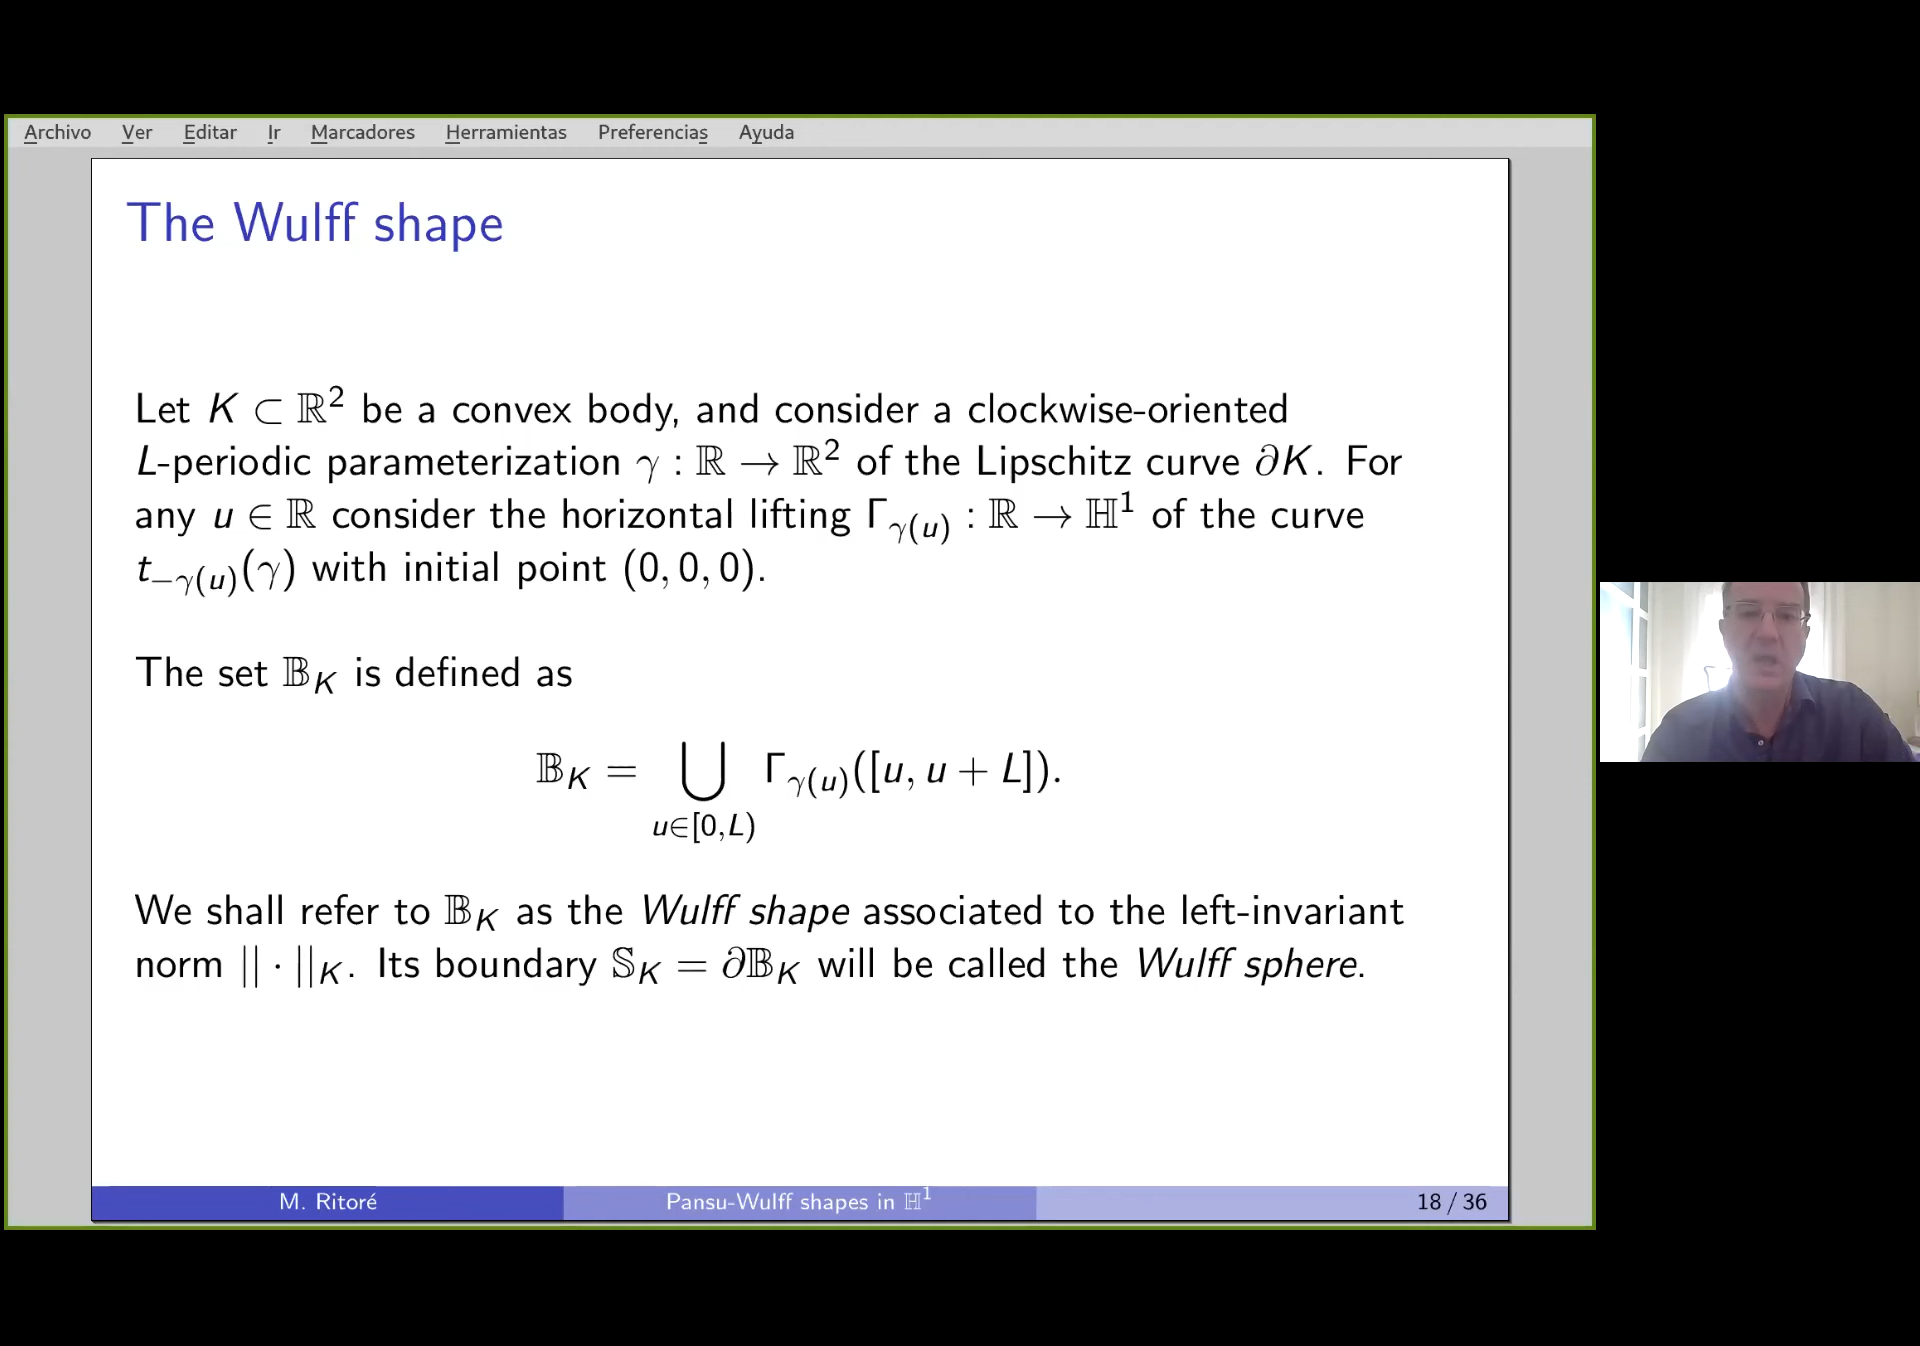 Archivo Ver Editar Ir Marcadores Herramientas Preferencias Ayuda
The Wulff shape
Let K ⊂ ℝ² be a convex body, and consider a clockwise-oriented
L-periodic parameterization γ : ℝ → ℝ² of the Lipschitz curve ∂K. For
any u ∈ ℝ consider the horizontal lifting Γ_{γ(u)} : ℝ → ℍ¹ of the curve
t_{−γ(u)}(γ) with initial point (0, 0, 0).
The set 𝔹_K is defined as
𝔹_K = ⋃_{u∈[0,L)} Γ_{γ(u)}([u, u + L]).
We shall refer to 𝔹_K as the Wulff shape associated to the left-invariant
norm || · ||_K. Its boundary 𝕊_K = ∂𝔹_K will be called the Wulff sphere.
M. Ritoré Pansu-Wulff shapes in ℍ¹ 18 / 36